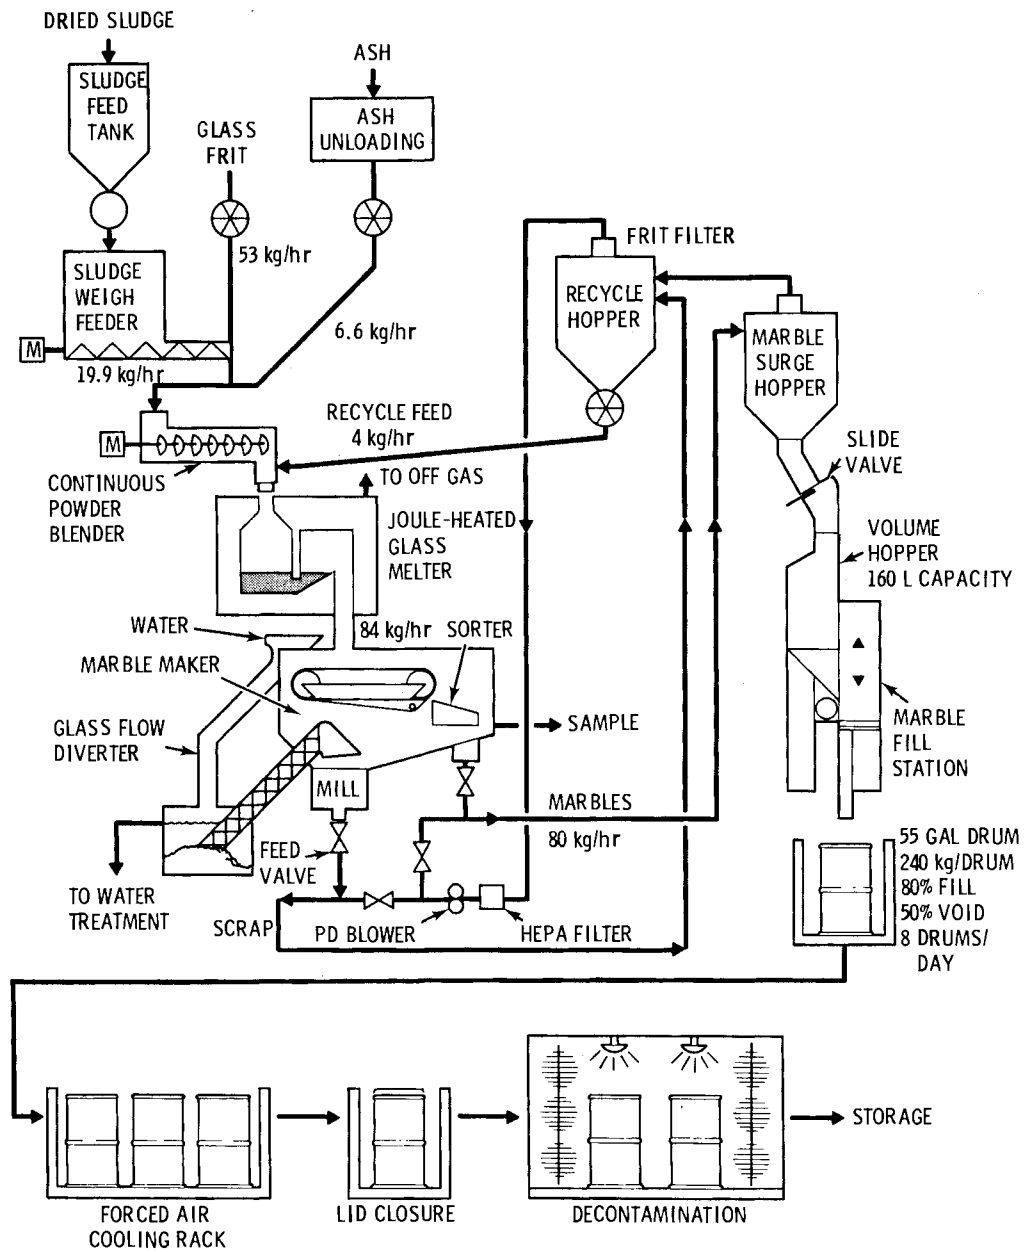 DRIED SLUDGE
SLUDGE
FEED
TANK
ASH
ASH
UNLOADING
GLASS
FRIT
53 kg/hr
SLUDGE
WEIGH
FEEDER
M
19.9 kg/hr
6.6 kg/hr
FRIT FILTER
RECYCLE
HOPPER
MARBLE
SURGE
HOPPER
RECYCLE FEED
4 kg/hr
M
CONTINUOUS
POWDER
BLENDER
TO OFF GAS
JOULE-HEATED
GLASS
MELTER
SLIDE
VALVE
VOLUME
HOPPER
160 L CAPACITY
84 kg/hr
SORTER
WATER
MARBLE MAKER
GLASS FLOW
DIVERTER
SAMPLE
MARBLE
FILL
STATION
MILL
MARBLES
80 kg/hr
FEED
VALVE
TO WATER
TREATMENT
SCRAP
PD BLOWER
HEPA FILTER
55 GAL DRUM
240 kg/DRUM
80% FILL
50% VOID
8 DRUMS/
DAY
STORAGE
FORCED AIR
COOLING RACK
LID CLOSURE
DECONTAMINATION